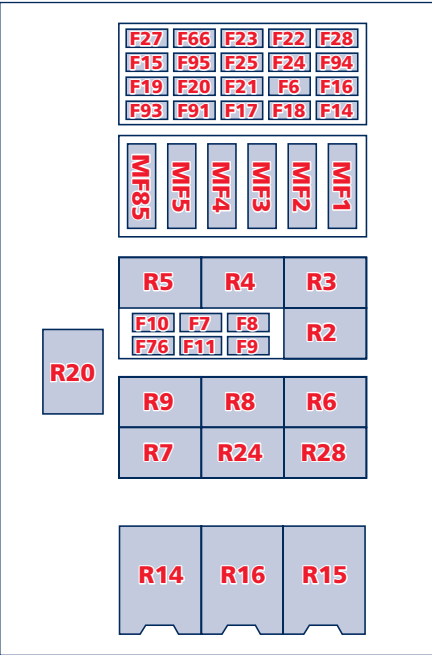 F27 F66 F23 F22 F28
F15 F95 F25 F24 F94
F19 F20 F21 F6 F16
F93 F91 F17 F18 F14
MF85 MF5 MF4 MF3 MF2 MF1
R5 R4 R3
F10 F7 F8
R2
F76 F11 F9
R20
R9 R8 R6
R7 R24 R28
R14 R16 R15